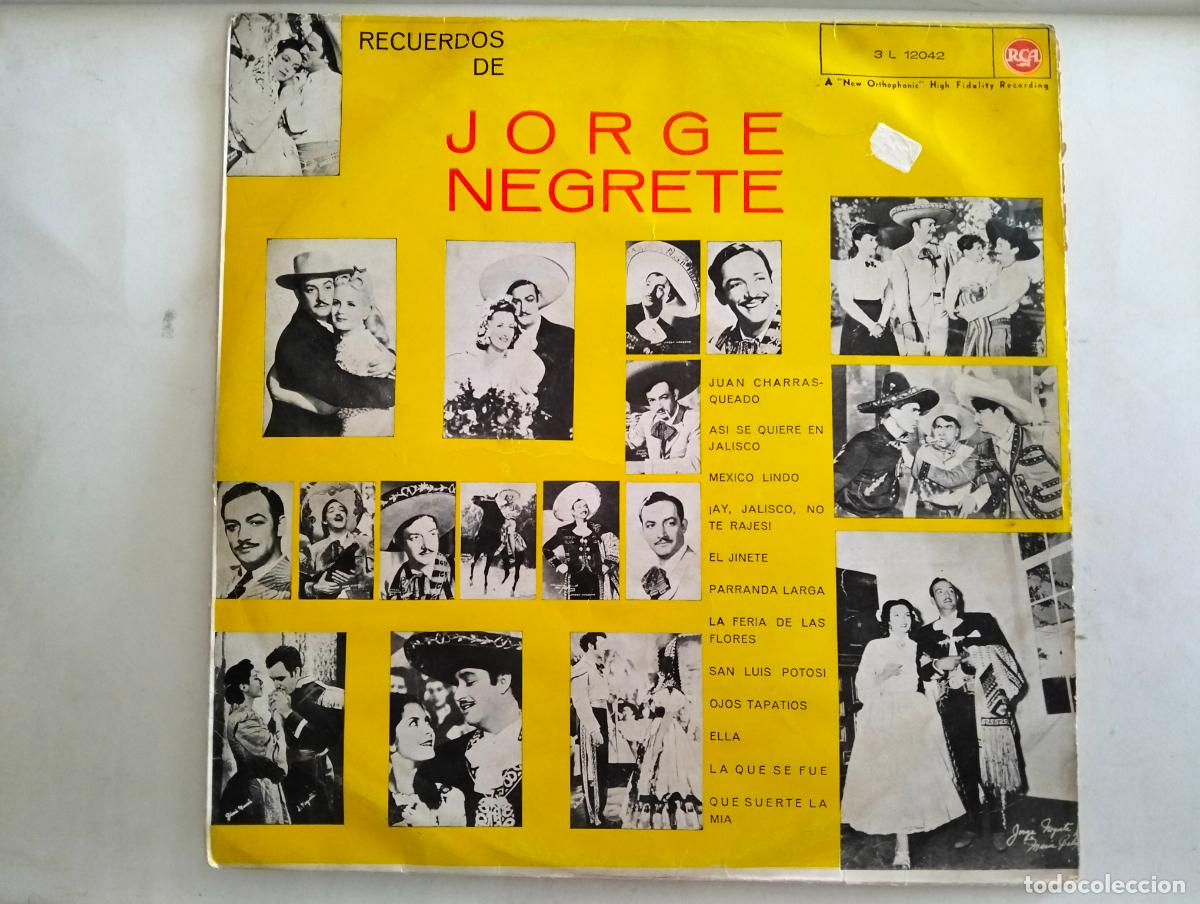 RECUERDOS
DE
JORGE
NEGRETE
3 L 12042
RCA
A "New Orthophonic" High Fidelity Recording
JUAN CHARRAS-
QUEADO
ASI SE QUIERE EN
JALISCO
MEXICO LINDO
¡AY, JALISCO, NO
TE RAJES!
EL JINETE
PARRANDA LARGA
LA FERIA DE LAS
FLORES
SAN LUIS POTOSI
OJOS TAPATIOS
ELLA
LA QUE SE FUE
QUE SUERTE LA
MIA
todocoleccion